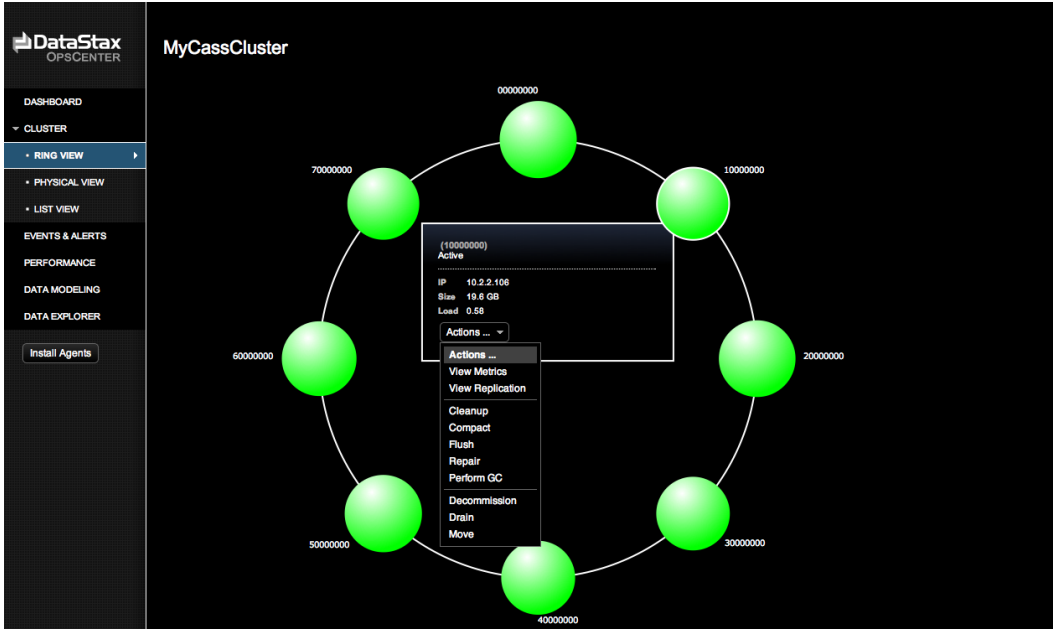 DataStax
OPSCENTER
MyCassCluster
DASHBOARD
CLUSTER
• RING VIEW
• PHYSICAL VIEW
• LIST VIEW
EVENTS & ALERTS
PERFORMANCE
DATA MODELING
DATA EXPLORER
Install Agents
00000000
70000000
10000000
(10000000)
Active
IP 10.2.2.106
Size 19.6 GB
Load 0.58
Actions ...
Actions ...
View Metrics
View Replication
Cleanup
Compact
Flush
Repair
Perform GC
Decommission
Drain
Move
60000000
20000000
50000000
30000000
40000000